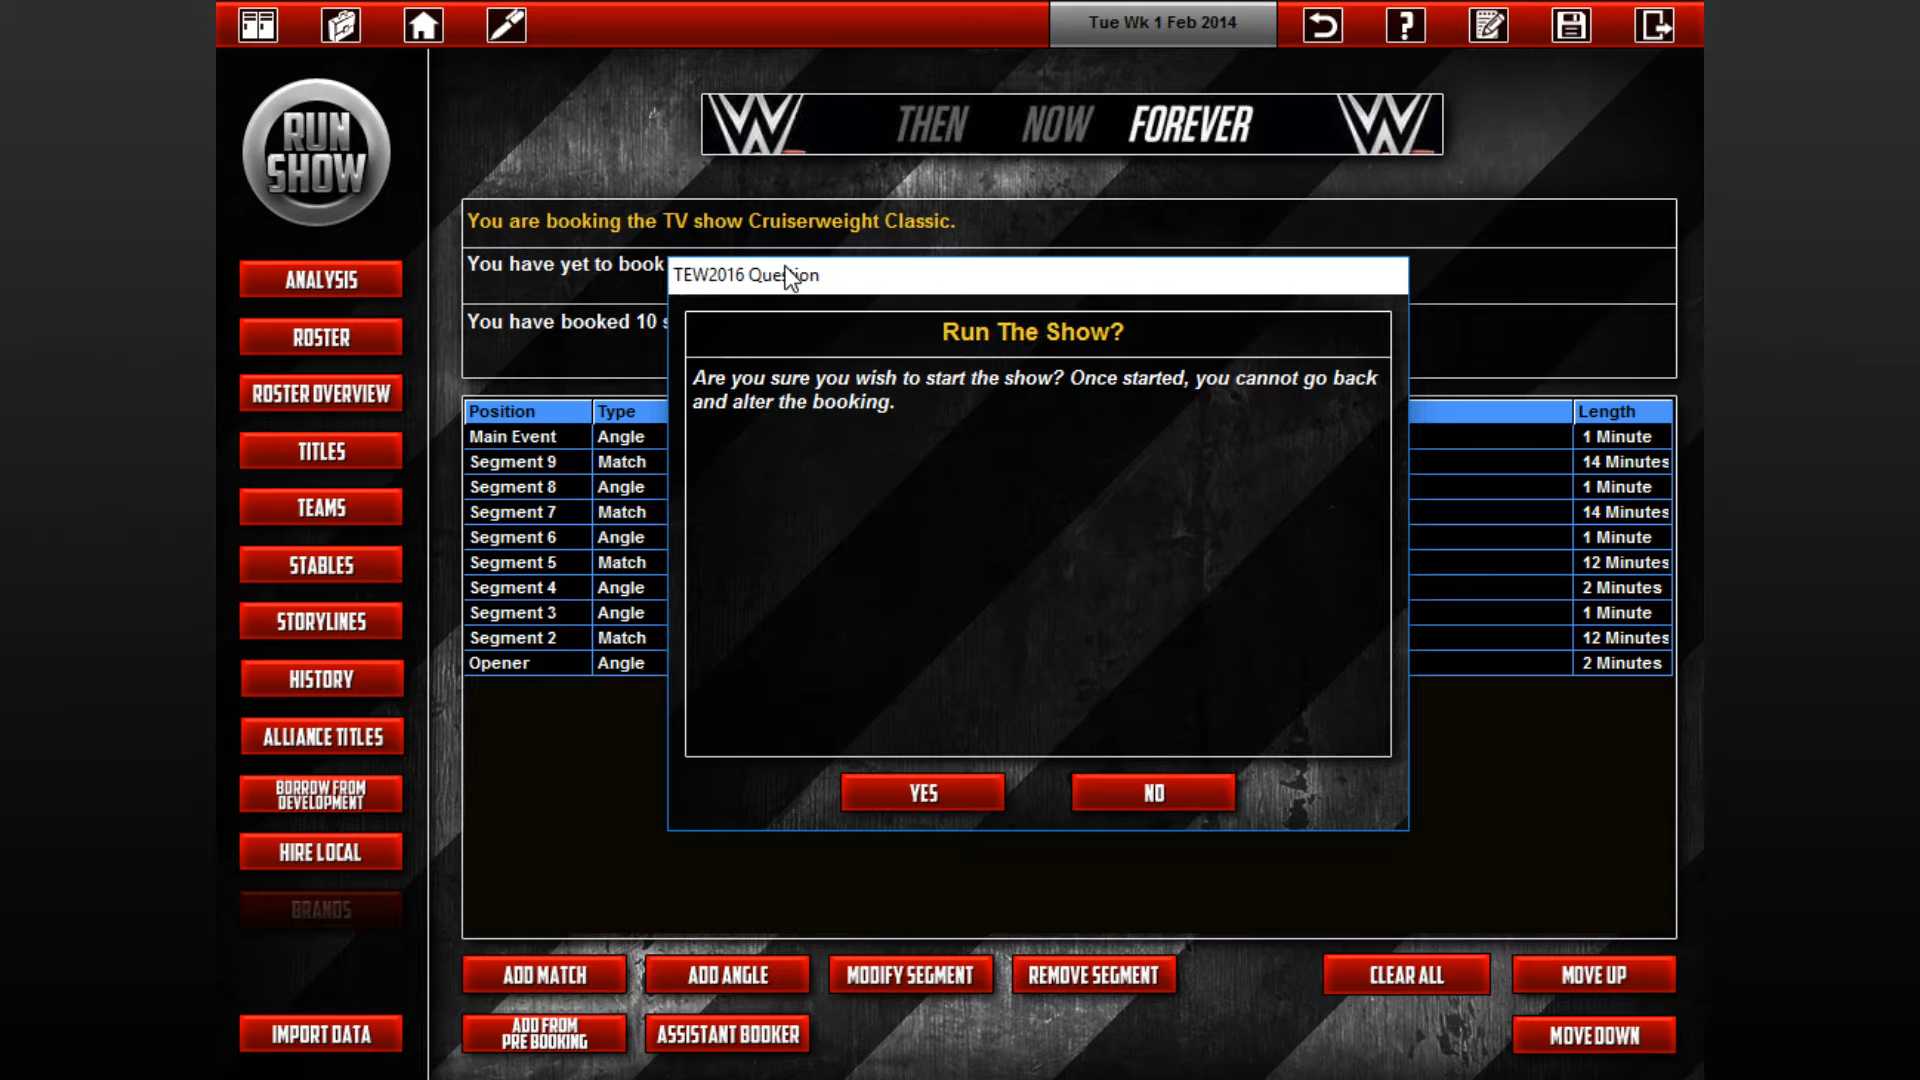 Tue Wk 1 Feb 2014
RUN
SHOW
THEN NOW FOREVER
You are booking the TV show Cruiserweight Classic.
You have yet to book
You have booked 10
TEW2016 Question
Run The Show?
Are you sure you wish to start the show? Once started, you cannot go back
and alter the booking.
YES NO
Position Type Length
Main Event Angle 1 Minute
Segment 9 Match 14 Minutes
Segment 8 Angle 1 Minute
Segment 7 Match 14 Minutes
Segment 6 Angle 1 Minute
Segment 5 Match 12 Minutes
Segment 4 Angle 2 Minutes
Segment 3 Angle 1 Minute
Segment 2 Match 12 Minutes
Opener Angle 2 Minutes
ANALYSIS
ROSTER
ROSTER OVERVIEW
TITLES
TEAMS
STABLES
STORYLINES
HISTORY
ALLIANCE TITLES
BORROW FROM
DEVELOPMENT
HIRE LOCAL
BRANDS
IMPORT DATA
ADD MATCH ADD ANGLE MODIFY SEGMENT REMOVE SEGMENT CLEAR ALL MOVE UP
ADD FROM
PRE BOOKING
ASSISTANT BOOKER
MOVE DOWN